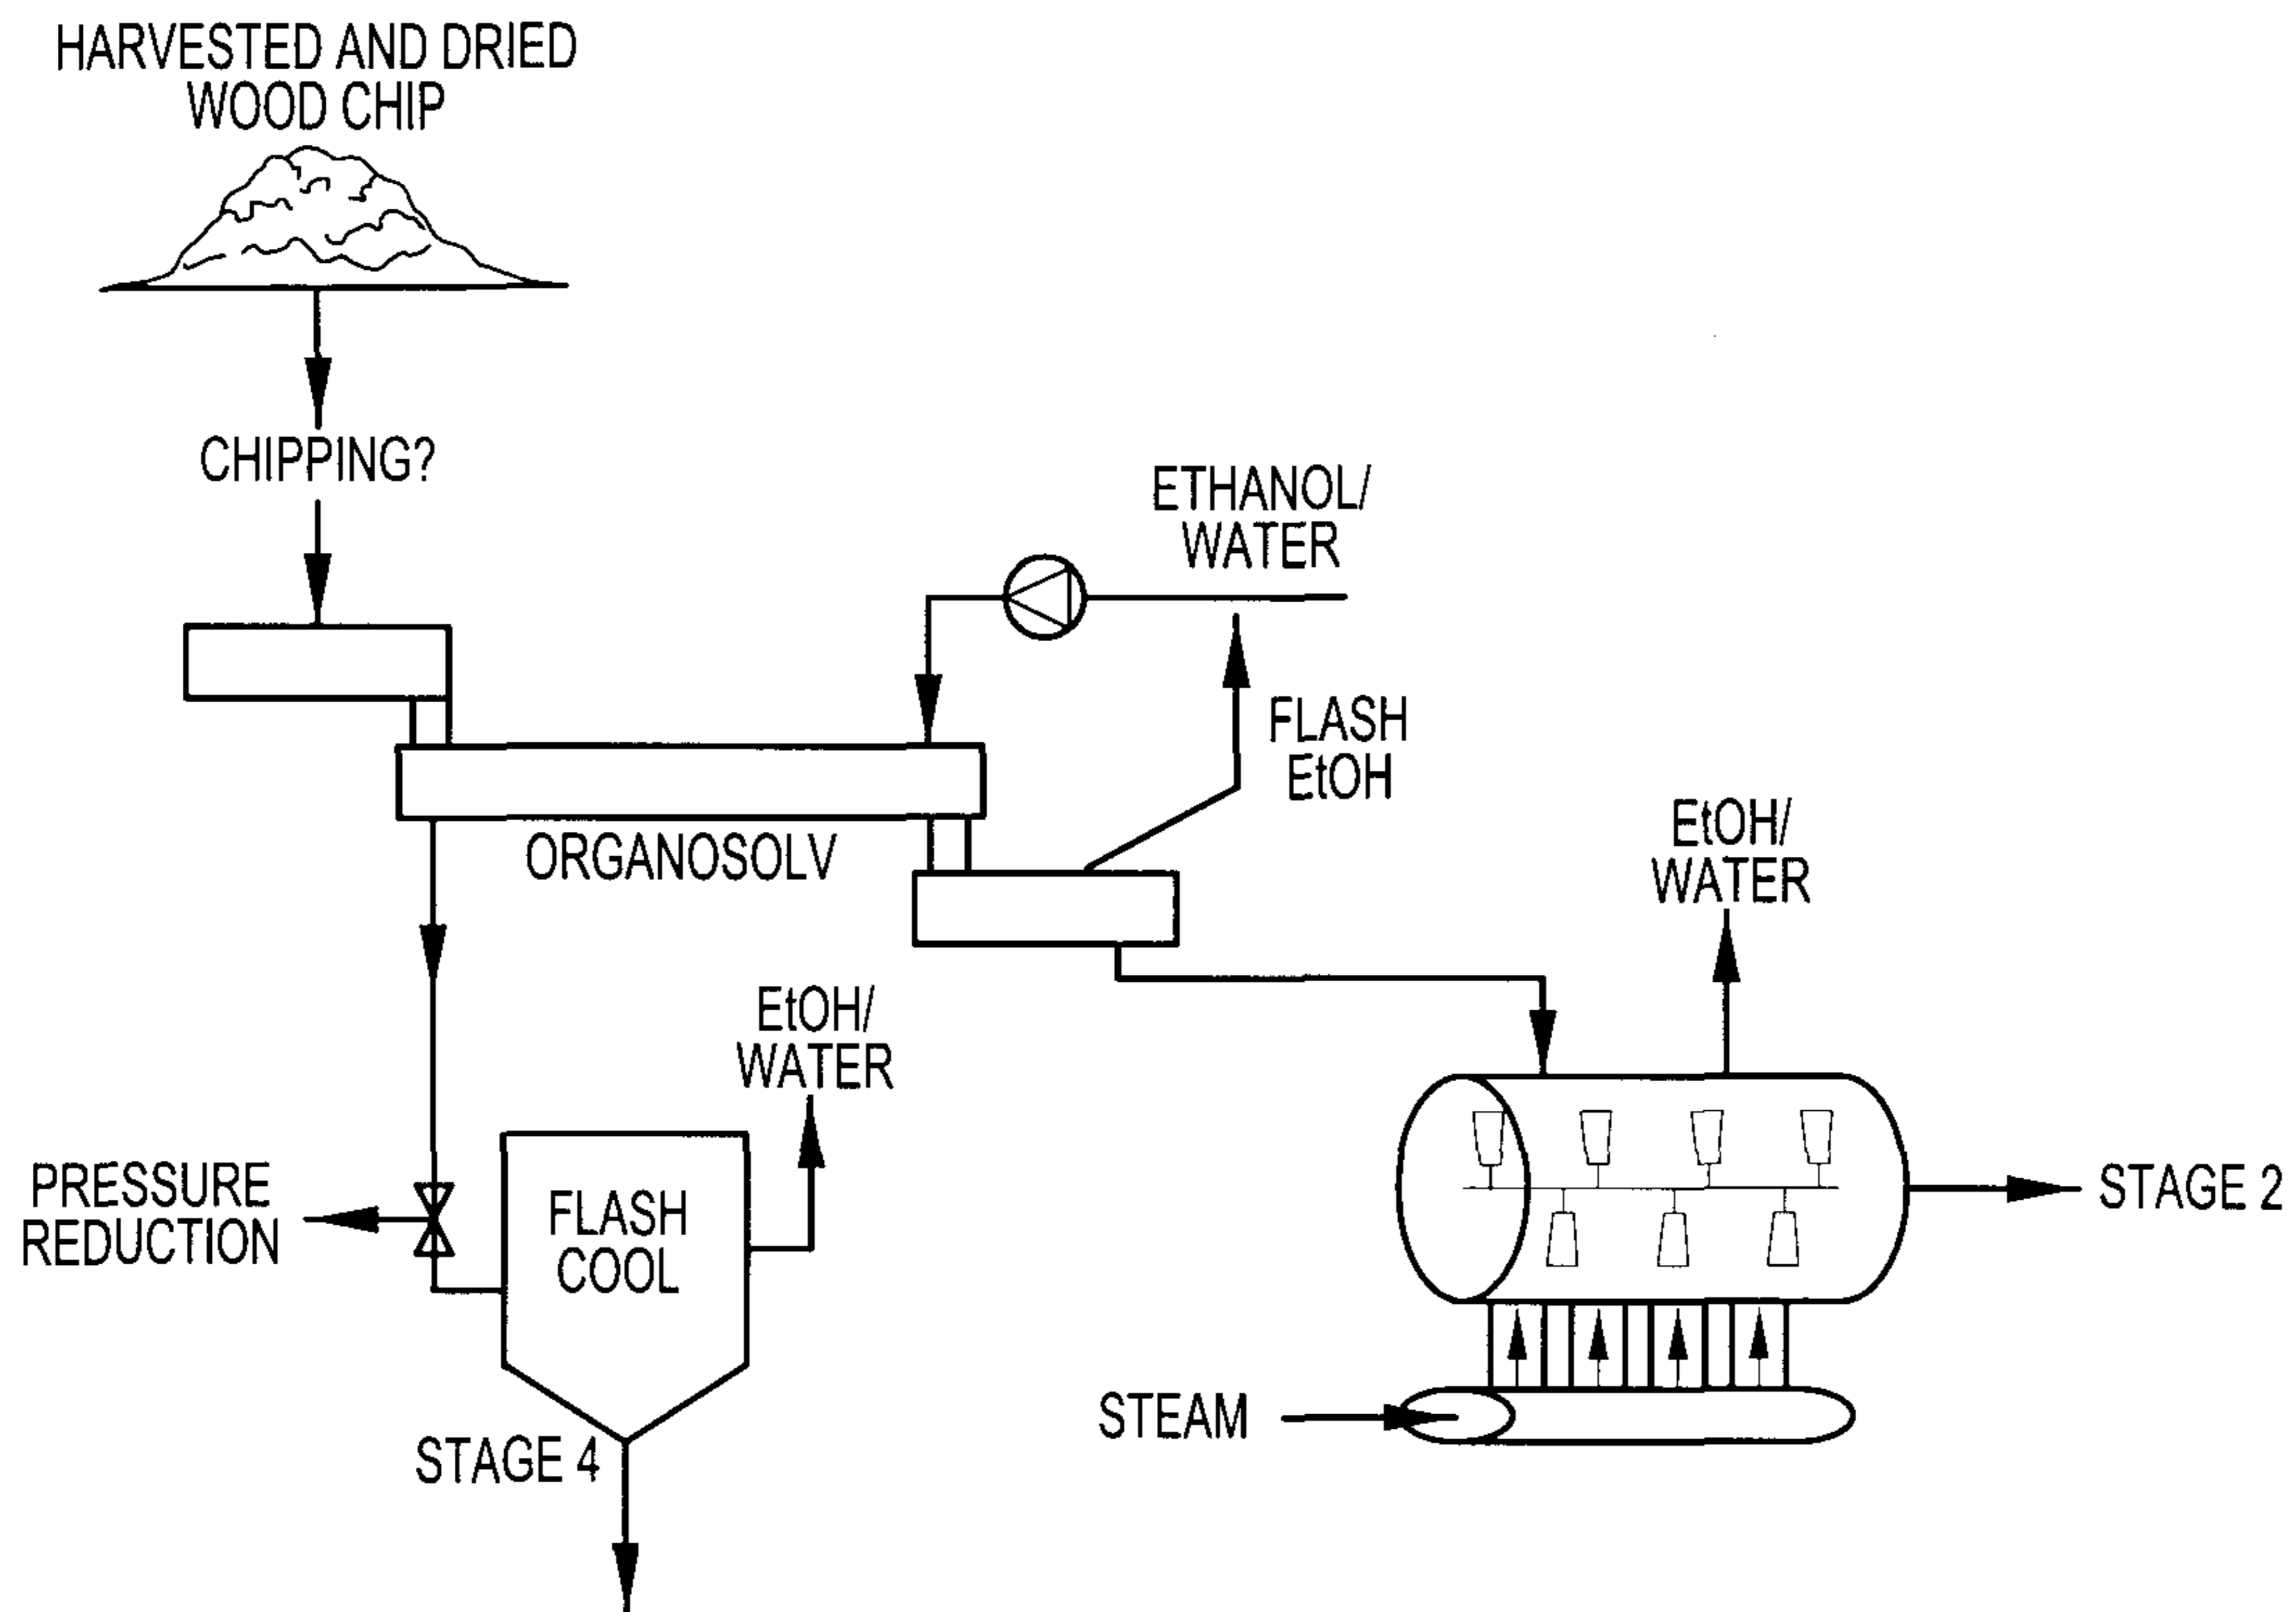 HARVESTED AND DRIED
WOOD CHIP
CHIPPING?
ETHANOL/
WATER
FLASH
EtOH
ORGANOSOLV
EtOH/
WATER
EtOH/
WATER
PRESSURE
REDUCTION
FLASH
COOL
STAGE 2
STEAM
STAGE 4